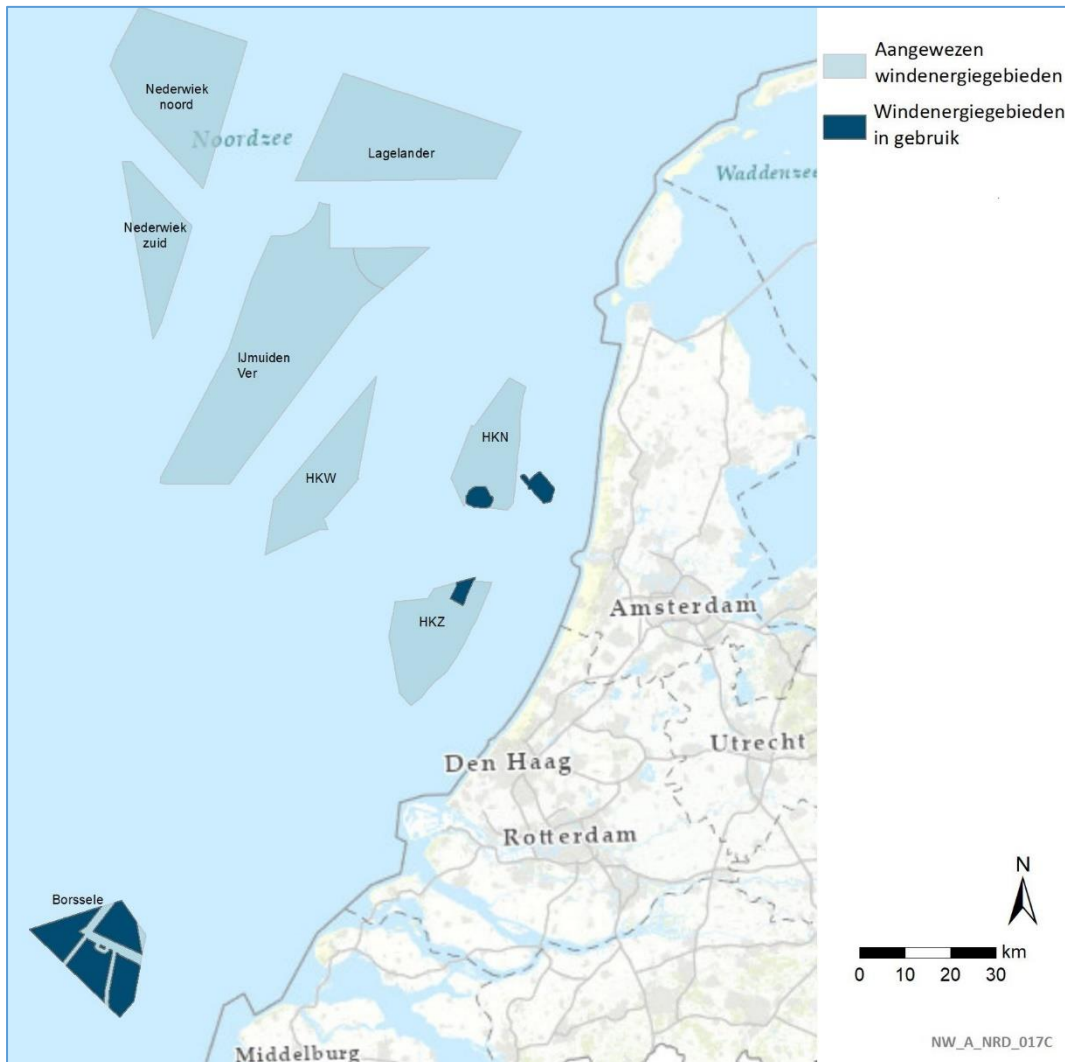 Nederwiek
noord
Noordzee
Lagelander
Nederwiek
zuid
IJmuiden
Ver
HKN
HKW
HKZ
Borssele
Waddenzee
Amsterdam
Utrecht
Den Haag
Rotterdam
Middelburg
Aangewezen
windenergiegebieden
Windenergiegebieden
in gebruik
N
km
0 10 20 30
NW_A_NRD_017C